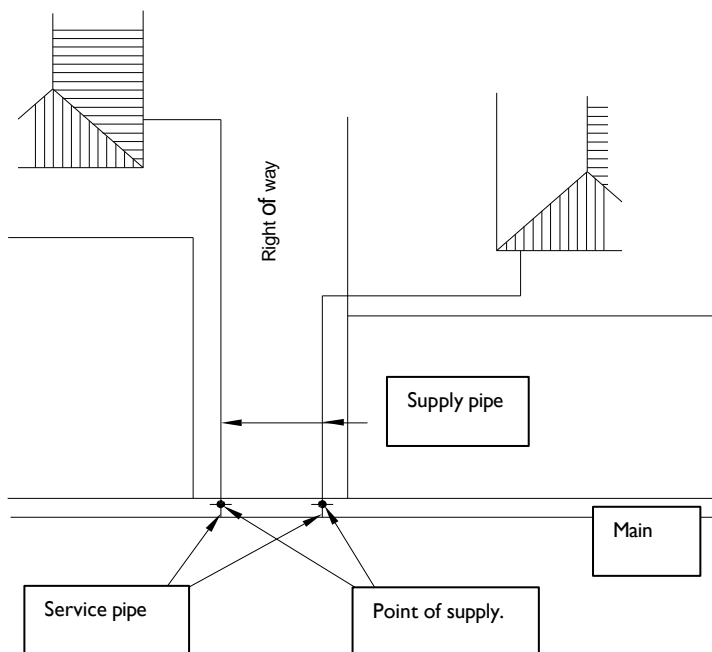 Right of way
Supply pipe
Main
Service pipe
Point of supply.